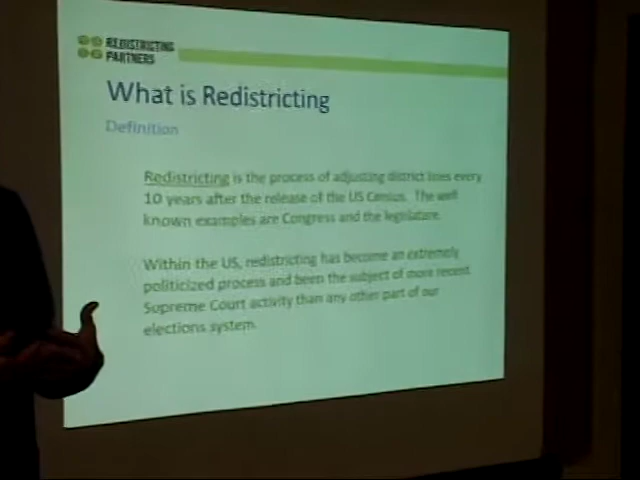 REDISTRICTING
PARTNERS
What is Redistricting
Definition
Redistricting is the process of adjusting district lines every
10 years after the release of the US Census. The well
known examples are Congress and the legislature.
Within the US, redistricting has become an extremely
politicized process and been the subject of more recent
Supreme Court activity than any other part of our
elections system.